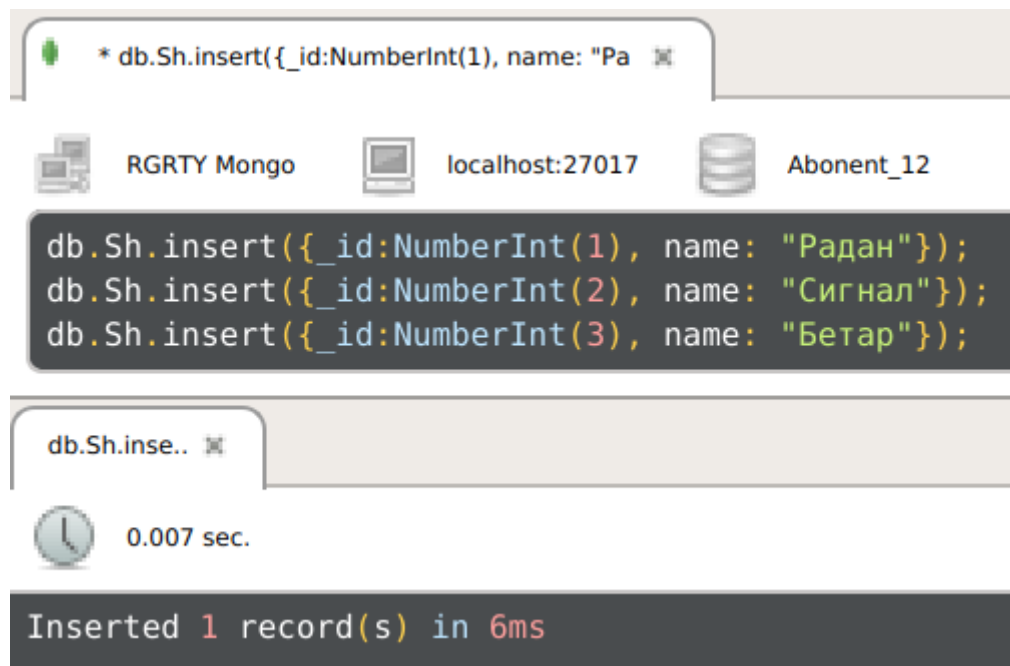 * db.Sh.insert({_id:NumberInt(1), name: "Pa
RGRTY Mongo localhost:27017 Abonent_12
db.Sh.insert({_id:NumberInt(1), name: "Радан"});
db.Sh.insert({_id:NumberInt(2), name: "Сигнал"});
db.Sh.insert({_id:NumberInt(3), name: "Бетар"});
db.Sh.inse..
0.007 sec.
Inserted 1 record(s) in 6ms